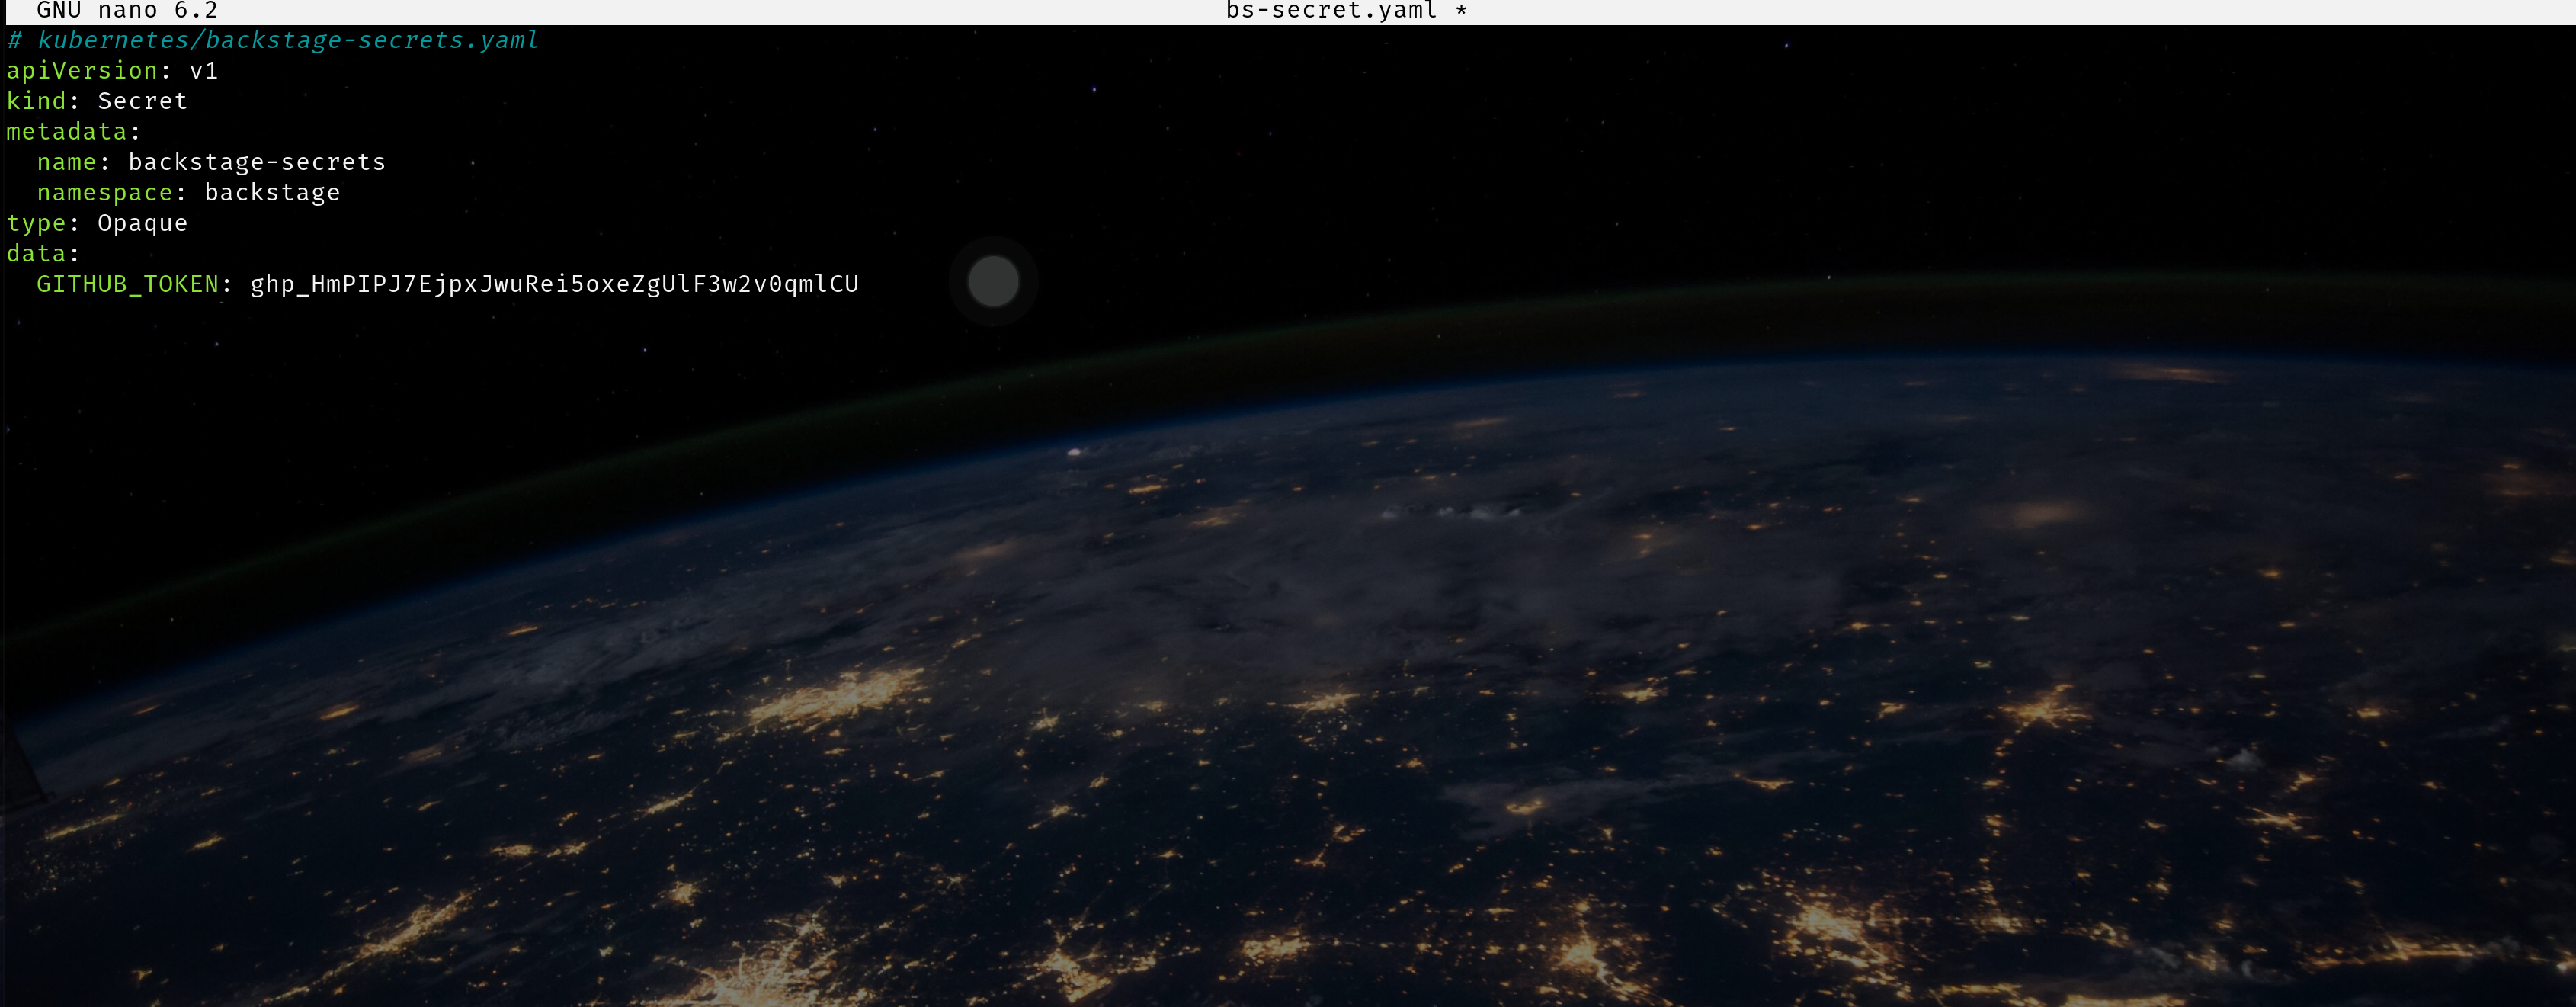 GNU nano 6.2 bs-secret.yaml *
# kubernetes/backstage-secrets.yaml
apiVersion: v1
kind: Secret
metadata:
  name: backstage-secrets
  namespace: backstage
type: Opaque
data:
  GITHUB_TOKEN: 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